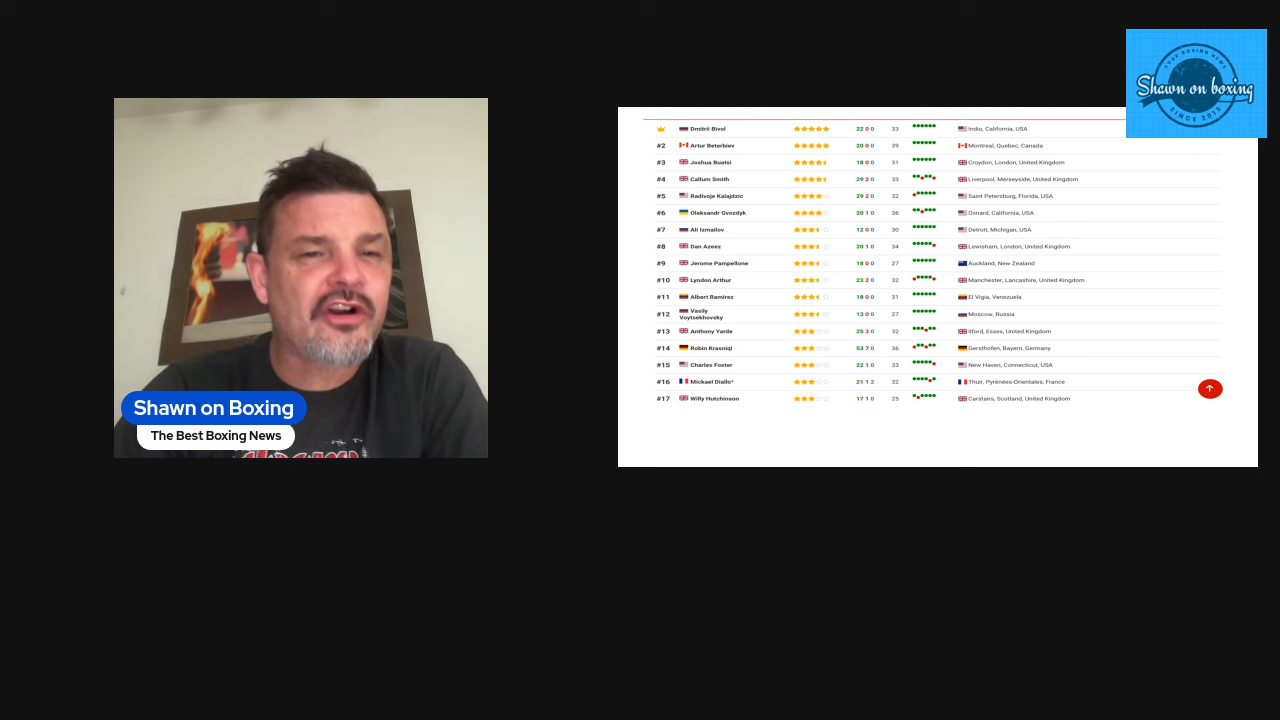 YOUR BOXING NEWS
Shawn on boxing
SINCE 2012
Dmitrii Bivol 22 0 0 33 Indio, California, USA
#2 Artur Beterbiev 20 0 0 39 Montreal, Quebec, Canada
#3 Joshua Buatsi 18 0 0 31 Croydon, London, United Kingdom
#4 Callum Smith 29 2 0 33 Liverpool, Merseyside, United Kingdom
#5 Radivoje Kalajdzic 29 2 0 32 Saint Petersburg, Florida, USA
#6 Oleksandr Gvozdyk 20 1 0 36 Oxnard, California, USA
#7 Ali Izmailov 12 0 0 30 Detroit, Michigan, USA
#8 Dan Azeez 20 1 0 34 Lewisham, London, United Kingdom
#9 Jerome Pampellone 18 0 0 27 Auckland, New Zealand
#10 Lyndon Arthur 23 2 0 32 Manchester, Lancashire, United Kingdom
#11 Albert Ramirez 18 0 0 31 El Vigia, Venezuela
#12 Vasily
Voytsekhovsky 13 0 0 27 Moscow, Russia
#13 Anthony Yarde 25 3 0 32 Ilford, Essex, United Kingdom
#14 Robin Krasniqi 53 7 0 36 Gersthofen, Bayern, Germany
#15 Charles Foster 22 1 0 33 New Haven, Connecticut, USA
#16 Mickael Diallo* 21 1 2 32 Thuir, Pyrénées-Orientales, France
#17 Willy Hutchinson 17 1 0 25 Carstairs, Scotland, United Kingdom
Shawn on Boxing
The Best Boxing News